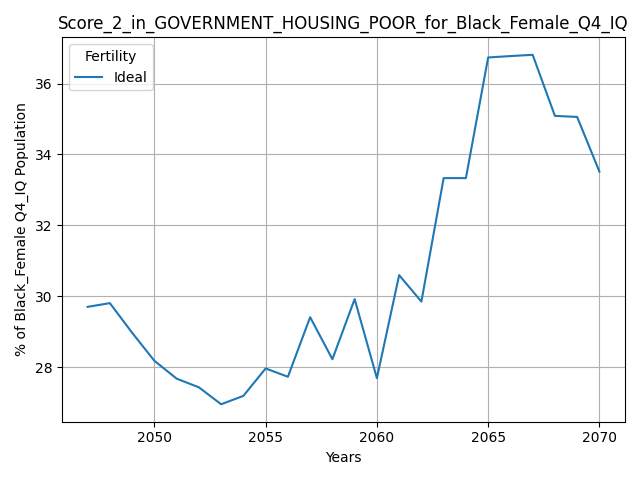 Score_2_in_GOVERNMENT_HOUSING_POOR_for_Black_Female_Q4_IQ
Fertility
Ideal
% of Black_Female Q4_IQ Population
36
34
32
30
28
2050
2055
2060
2065
2070
Years